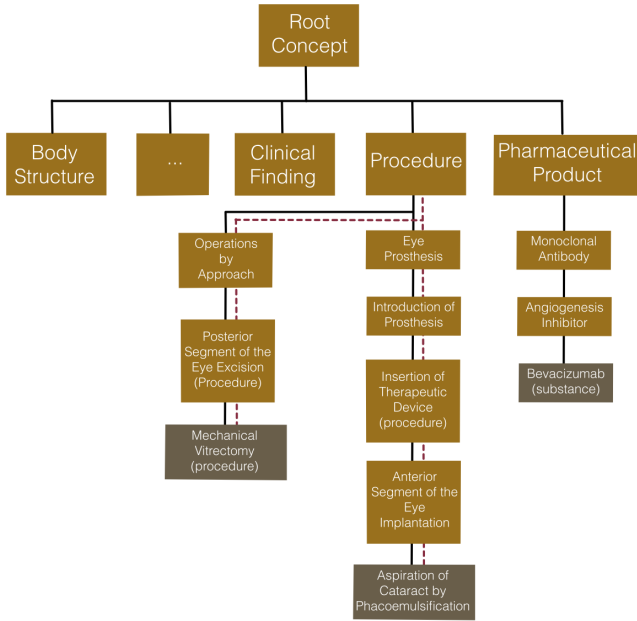 Root
Concept
Body
Structure
...
Clinical
Finding
Procedure
Pharmaceutical
Product
Operations
by
Approach
Eye
Prosthesis
Monoclonal
Antibody
Introduction of
Prosthesis
Angiogenesis
Inhibitor
Posterior
Segment of the
Eye Excision
(Procedure)
Insertion of
Therapeutic
Device
(procedure)
Bevacizumab
(substance)
Mechanical
Vitrectomy
(procedure)
Anterior
Segment of the
Eye
Implantation
Aspiration of
Cataract by
Phacoemulsification